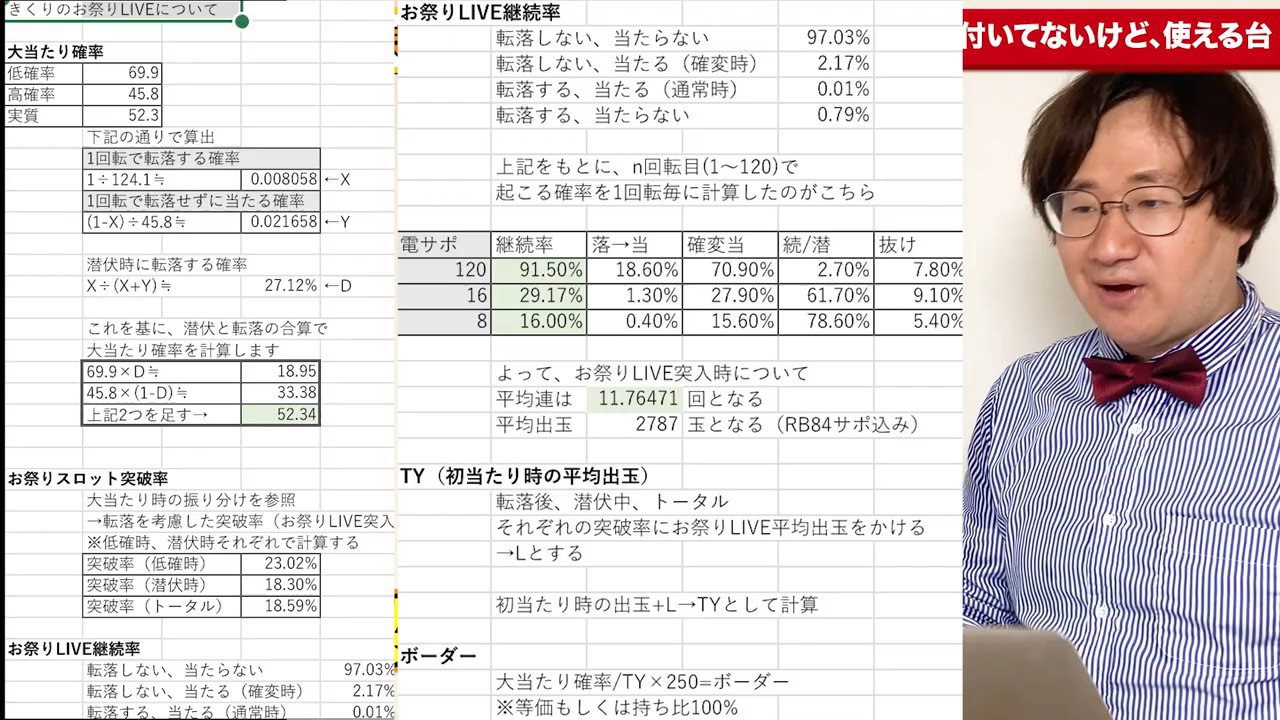 きくりのお祭りLIVEについて
大当たり確率
低確率 69.9
高確率 45.8
実質 52.3
下記の通りで算出
1回転で転落する確率
1÷124.1≒ 0.008058 ←X
1回転で転落せずに当たる確率
(1-X)÷45.8≒ 0.021658 ←Y
潜伏時に転落する確率
X÷(X+Y)≒ 27.12% ←D
これを基に、潜伏と転落の合算で
大当たり確率を計算します
69.9×D≒ 18.95
45.8×(1-D)≒ 33.38
上記2つを足す→ 52.34
お祭りスロット突破率
大当たり時の振り分けを参照
→転落を考慮した突破率（お祭りLIVE突入
※低確時、潜伏時それぞれで計算する
突破率（低確時） 23.02%
突破率（潜伏時） 18.30%
突破率（トータル） 18.59%
お祭りLIVE継続率
転落しない、当たらない 97.03%
転落しない、当たる（確変時） 2.17%
転落する、当たる（通常時） 0.01%
お祭りLIVE継続率
転落しない、当たらない 97.03%
転落しない、当たる（確変時） 2.17%
転落する、当たる（通常時） 0.01%
転落する、当たらない 0.79%
上記をもとに、n回転目(1～120)で
起こる確率を1回転毎に計算したのがこちら
電サポ 継続率 落→当 確変当 続/潜 抜け
120 91.50% 18.60% 70.90% 2.70% 7.80%
16 29.17% 1.30% 27.90% 61.70% 9.10%
8 16.00% 0.40% 15.60% 78.60% 5.40%
よって、お祭りLIVE突入時について
平均連は 11.76471 回となる
平均出玉 2787 玉となる（RB84サポ込み）
TY（初当たり時の平均出玉）
転落後、潜伏中、トータル
それぞれの突破率にお祭りLIVE平均出玉をかける
→Lとする
初当たり時の出玉+L→TYとして計算
ボーダー
大当たり確率/TY×250=ボーダー
※等価もしくは持ち比100%
付いてないけど、使える台